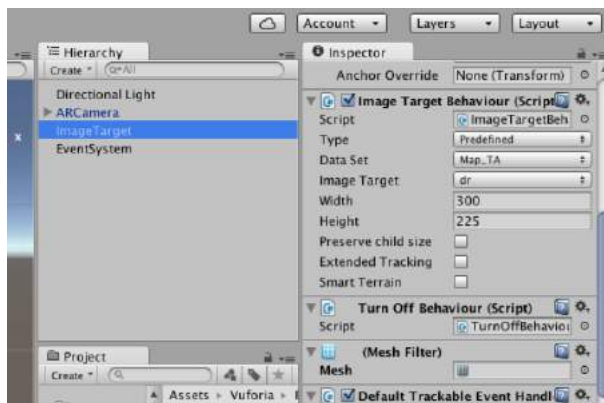 Account Layers Layout
Hierarchy
Create
All
Directional Light
ARCamera
ImageTarget
EventSystem
Project
Create
Assets Vuforia
Inspector
Anchor Override None (Transform)
Image Target Behaviour (Script
Script ImageTargetBeh
Type Predefined
Data Set Map_TA
Image Target dr
Width 300
Height 225
Preserve child size
Extended Tracking
Smart Terrain
Turn Off Behaviour (Script)
Script TurnOffBehavio
(Mesh Filter)
Mesh
Default Trackable Event Handl